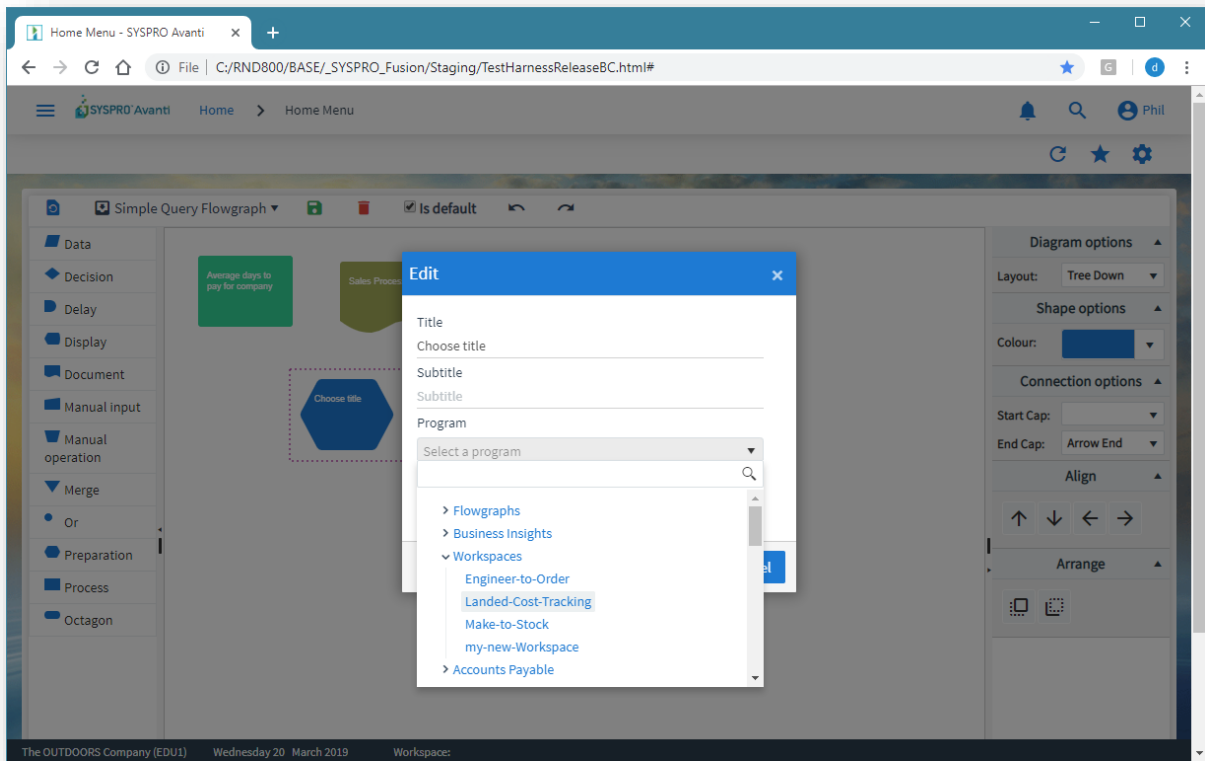 Home Menu - SYSPRO Avanti
File | C:/RND800/BASE/_SYSPRO_Fusion/Staging/TestHarnessReleaseBC.html#
G
d
SYSPRO Avanti Home > Home Menu
Phil
Simple Query Flowgraph
Is default
Data
Decision
Delay
Display
Document
Manual input
Manual
operation
Merge
Or
Preparation
Process
Octagon
Average days to
pay for company
Sales Proces
Choose title
Edit
Title
Choose title
Subtitle
Subtitle
Program
Select a program
Flowgraphs
Business Insights
Workspaces
Engineer-to-Order
Landed-Cost-Tracking
Make-to-Stock
my-new-Workspace
Accounts Payable
el
Diagram options
Layout: Tree Down
Shape options
Colour:
Connection options
Start Cap:
End Cap: Arrow End
Align
Arrange
The OUTDOORS Company (EDU1) Wednesday 20 March 2019 Workspace: